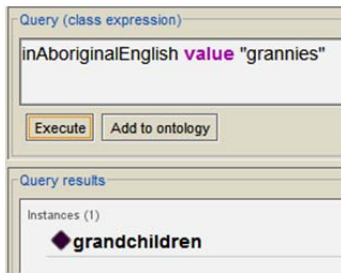 Query (class expression)
inAboriginalEnglish value "grannies"
Execute Add to ontology
Query results
Instances (1)
grandchildren